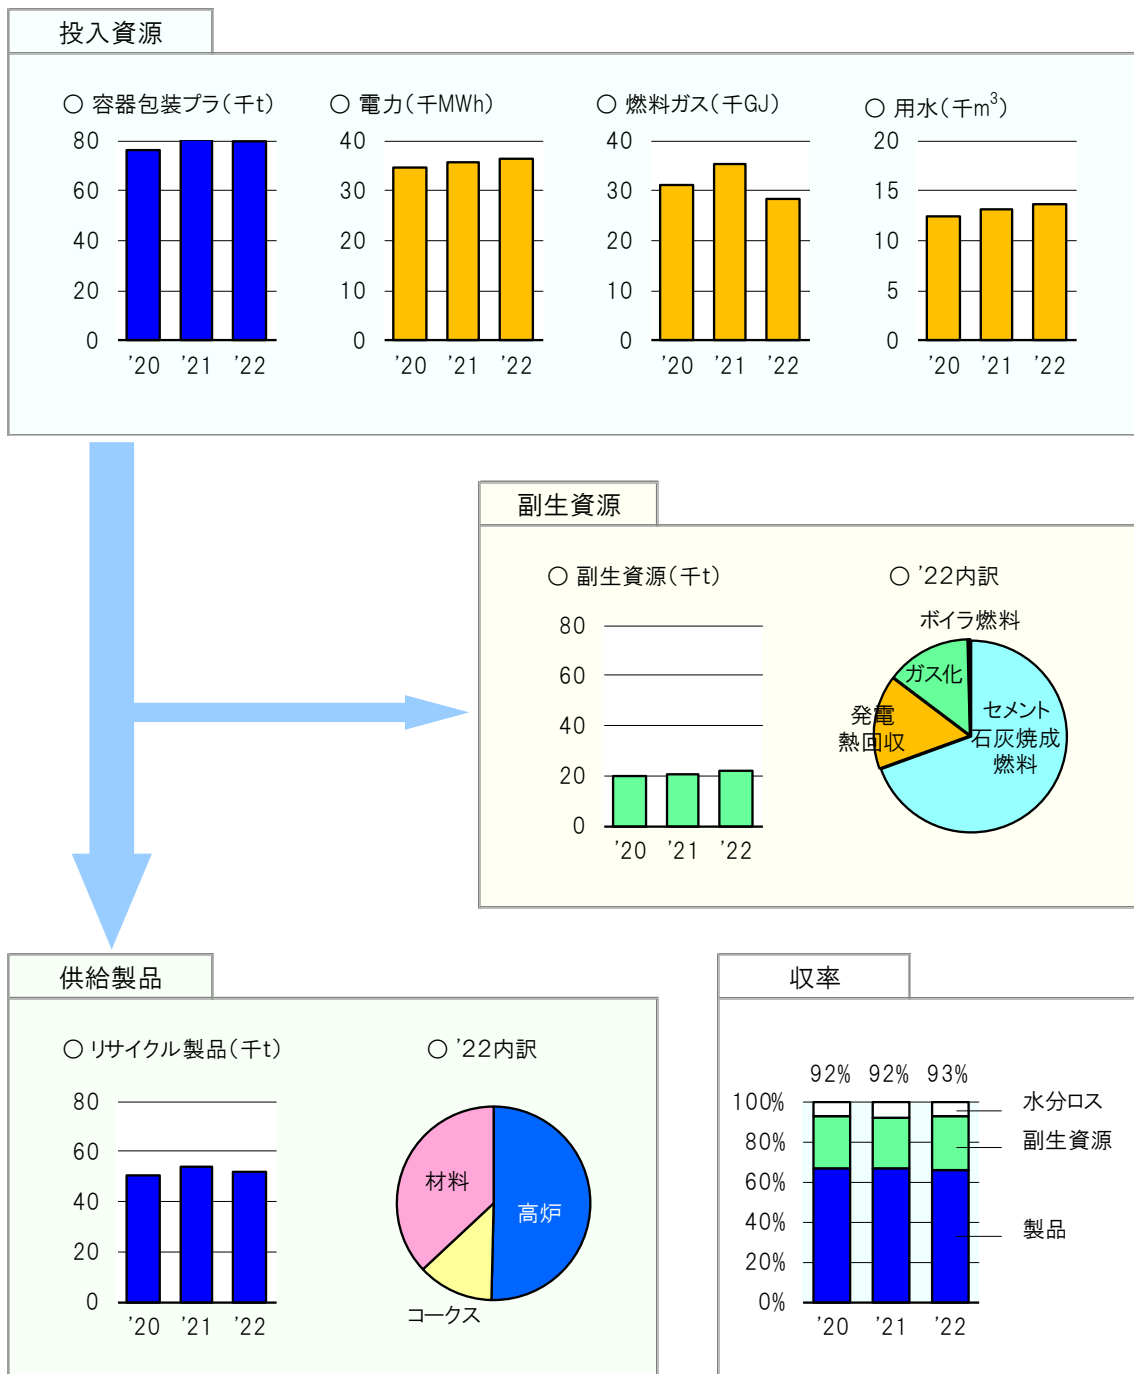 投入資源
○ 容器包装プラ(千t)
80
60
40
20
0
'20 '21 '22
○ 電力(千MWh)
40
30
20
10
0
'20 '21 '22
○ 燃料ガス(千GJ)
40
30
20
10
0
'20 '21 '22
○ 用水(千m³)
20
15
10
5
0
'20 '21 '22
副生資源
○ 副生資源(千t)
80
60
40
20
0
'20 '21 '22
○ '22内訳
ボイラ燃料
ガス化
発電
熱回収
セメント
石灰焼成
燃料
供給製品
○ リサイクル製品(千t)
80
60
40
20
0
'20 '21 '22
○ '22内訳
材料
高炉
コークス
収率
92% 92% 93%
100%
80%
60%
40%
20%
0%
'20 '21 '22
水分ロス
副生資源
製品